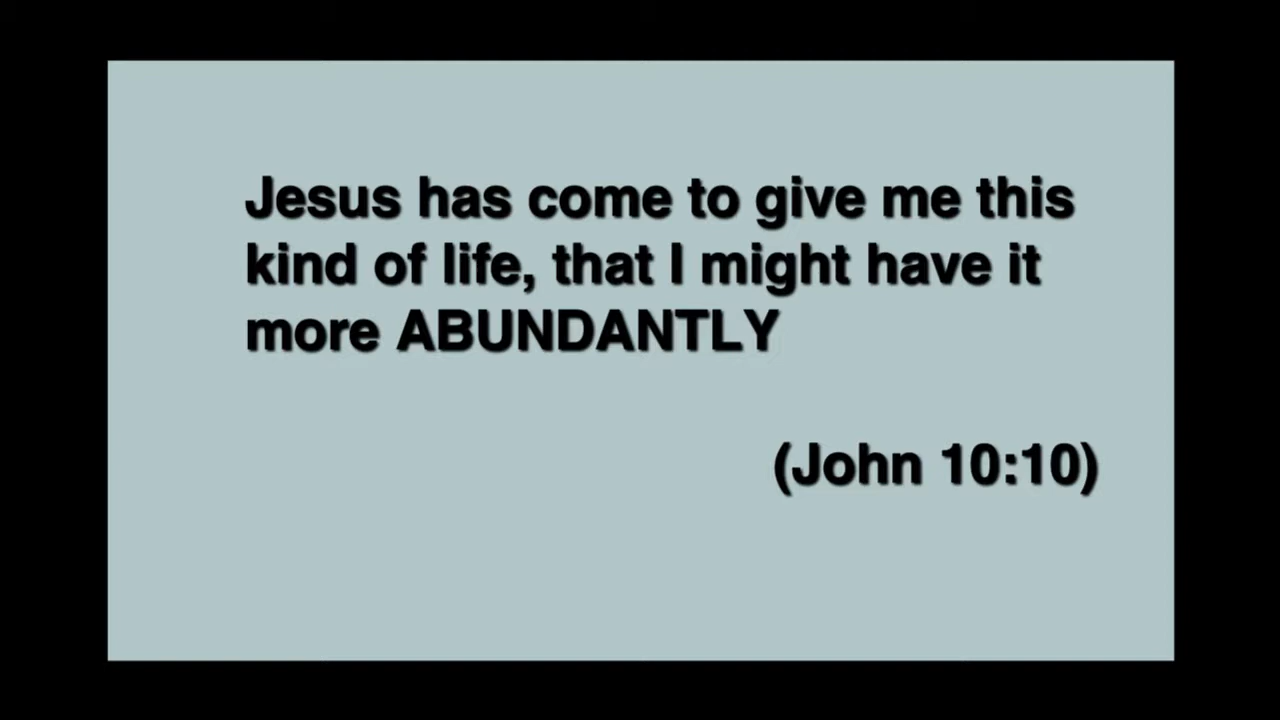 Jesus has come to give me this
kind of life, that I might have it
more ABUNDANTLY
(John 10:10)